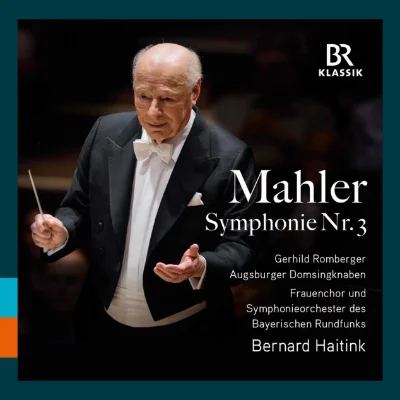 BR
KLASSIK
Mahler
Symphonie Nr. 3
Gerhild Romberger
Augsburger Domsingknaben
Frauenchor und
Symphonieorchester des
Bayerischen Rundfunks
Bernard Haitink